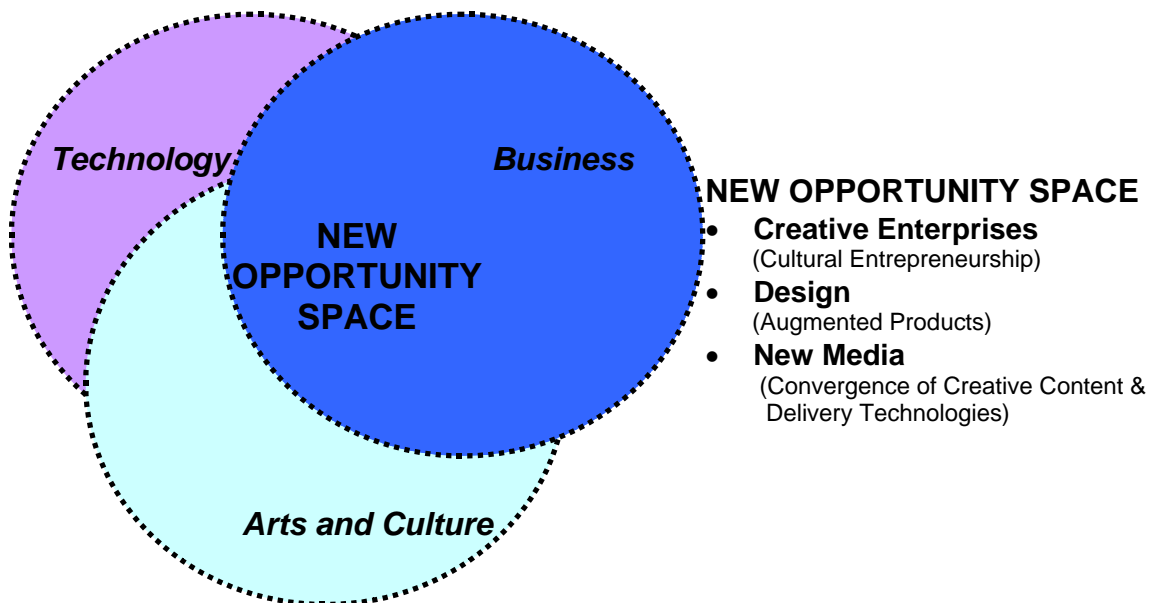 Technology
Business
NEW
OPPORTUNITY
SPACE
Arts and Culture
NEW OPPORTUNITY SPACE
• Creative Enterprises
(Cultural Entrepreneurship)
• Design
(Augmented Products)
• New Media
(Convergence of Creative Content &
Delivery Technologies)